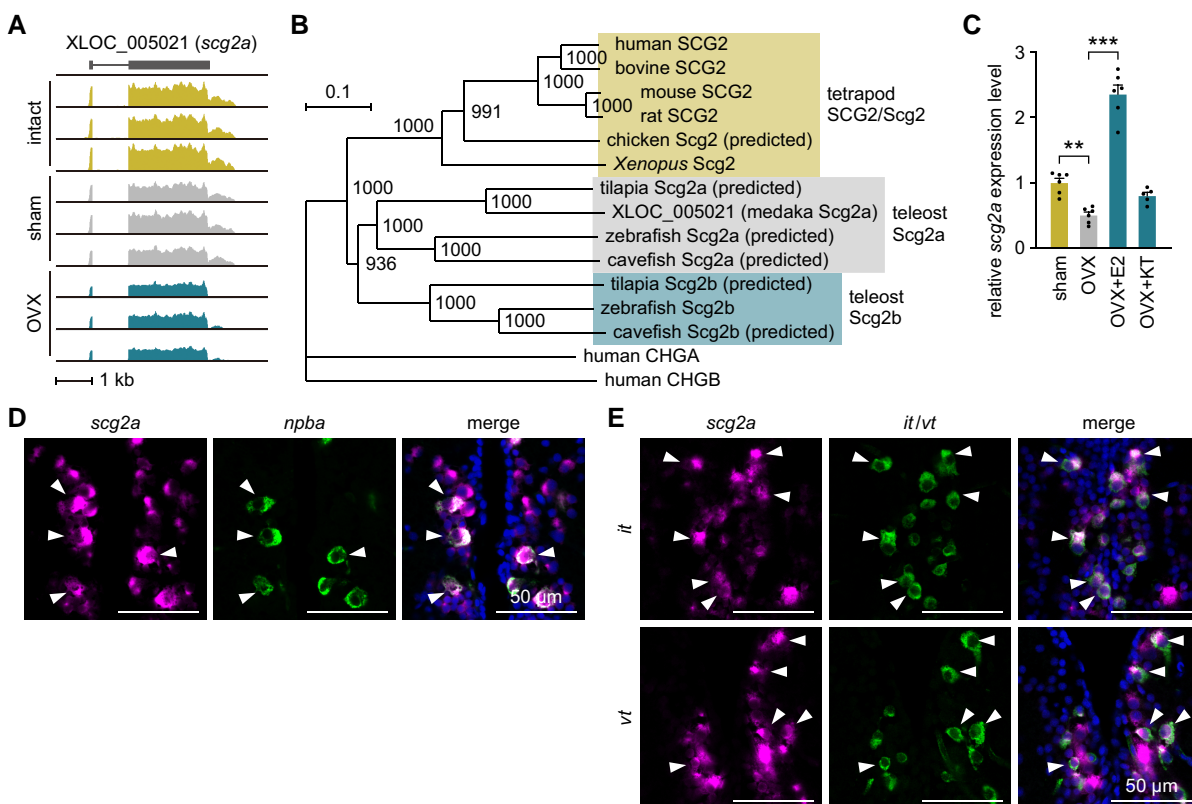 A
XLOC_005021 (scg2a)
intact
sham
OVX
1 kb
B
0.1
1000
991
1000
1000
1000
human SCG2
bovine SCG2
mouse SCG2
rat SCG2
chicken Scg2 (predicted)
Xenopus Scg2
tetrapod
SCG2/Scg2
1000
1000
1000
1000
936
tilapia Scg2a (predicted)
XLOC_005021 (medaka Scg2a)
zebrafish Scg2a (predicted)
cavefish Scg2a (predicted)
teleost
Scg2a
1000
1000
tilapia Scg2b (predicted)
zebrafish Scg2b
cavefish Scg2b (predicted)
teleost
Scg2b
human CHGA
human CHGB
C
relative scg2a expression level
3
2
1
0
**
***
sham
OVX
OVX+E2
OVX+KT
D
scg2a
npba
merge
50 µm
E
scg2a
it/vt
merge
it
vt
50 µm